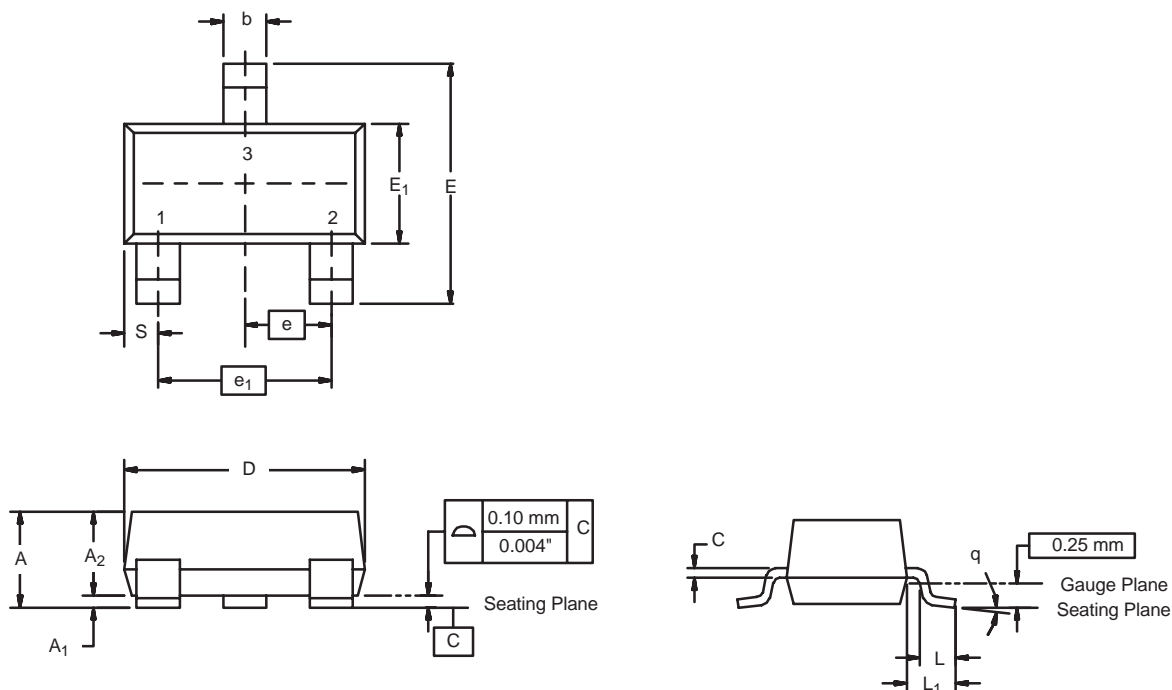 b
3
E₁
E
1
2
S
e
e₁
D
0.10 mm
C
0.004"
A
A₂
Seating Plane
A₁
C
C
q
0.25 mm
Gauge Plane
Seating Plane
L
L₁